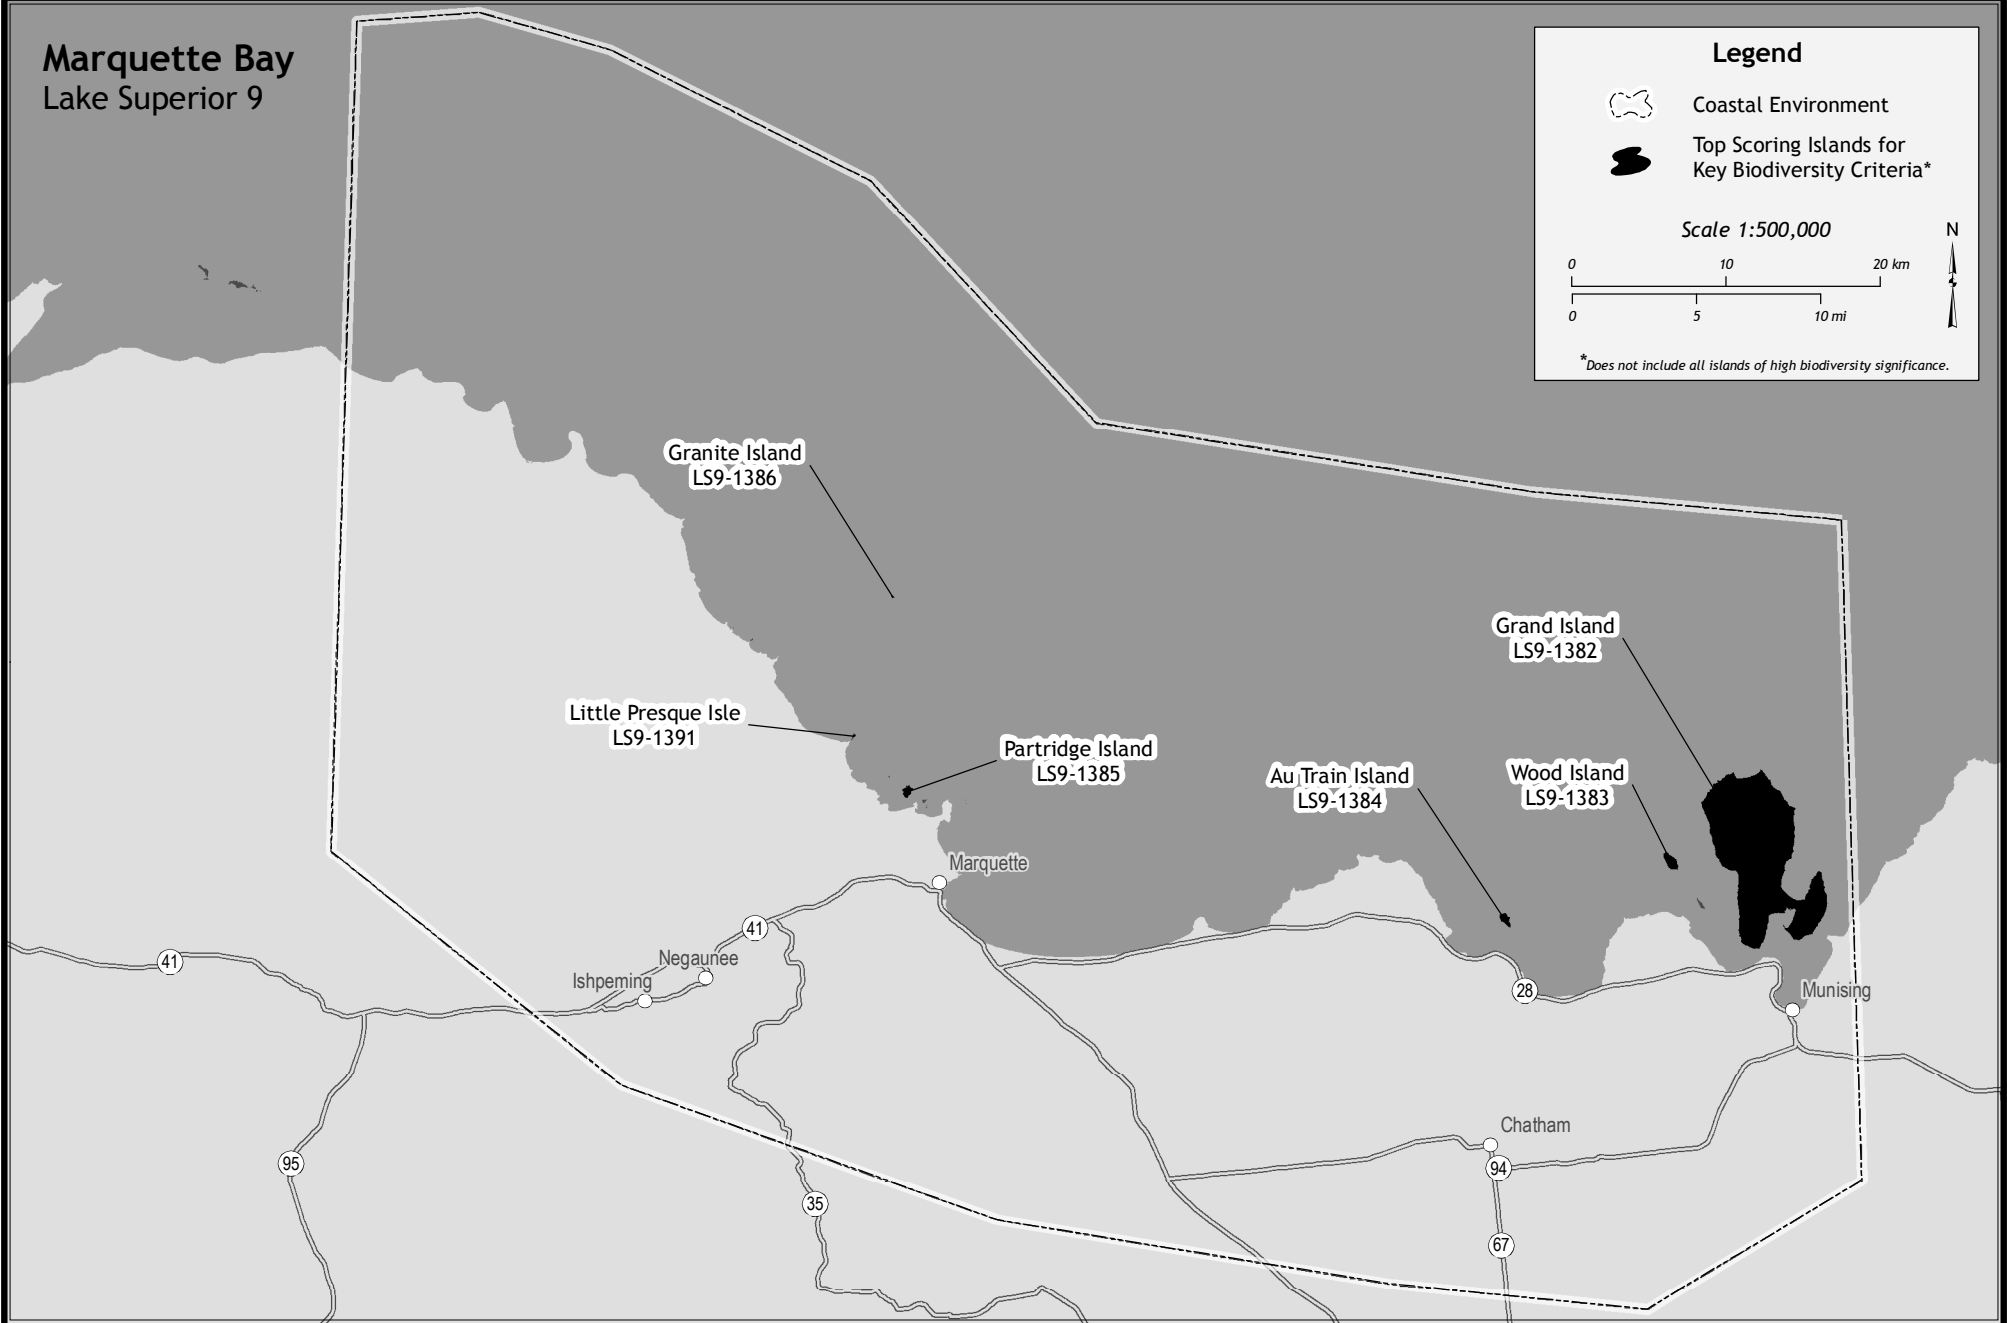 Marquette Bay
Lake Superior 9
Legend
Coastal Environment
Top Scoring Islands for
Key Biodiversity Criteria*
Scale 1:500,000
N
0 10 20 km
0 5 10 mi
*Does not include all islands of high biodiversity significance.
Granite Island
LS9-1386
Grand Island
LS9-1382
Little Presque Isle
LS9-1391
Partridge Island
LS9-1385
Au Train Island
LS9-1384
Wood Island
LS9-1383
Marquette
41
41
Negaunee
Ishpeming
28
Munising
Chatham
94
95
35
67